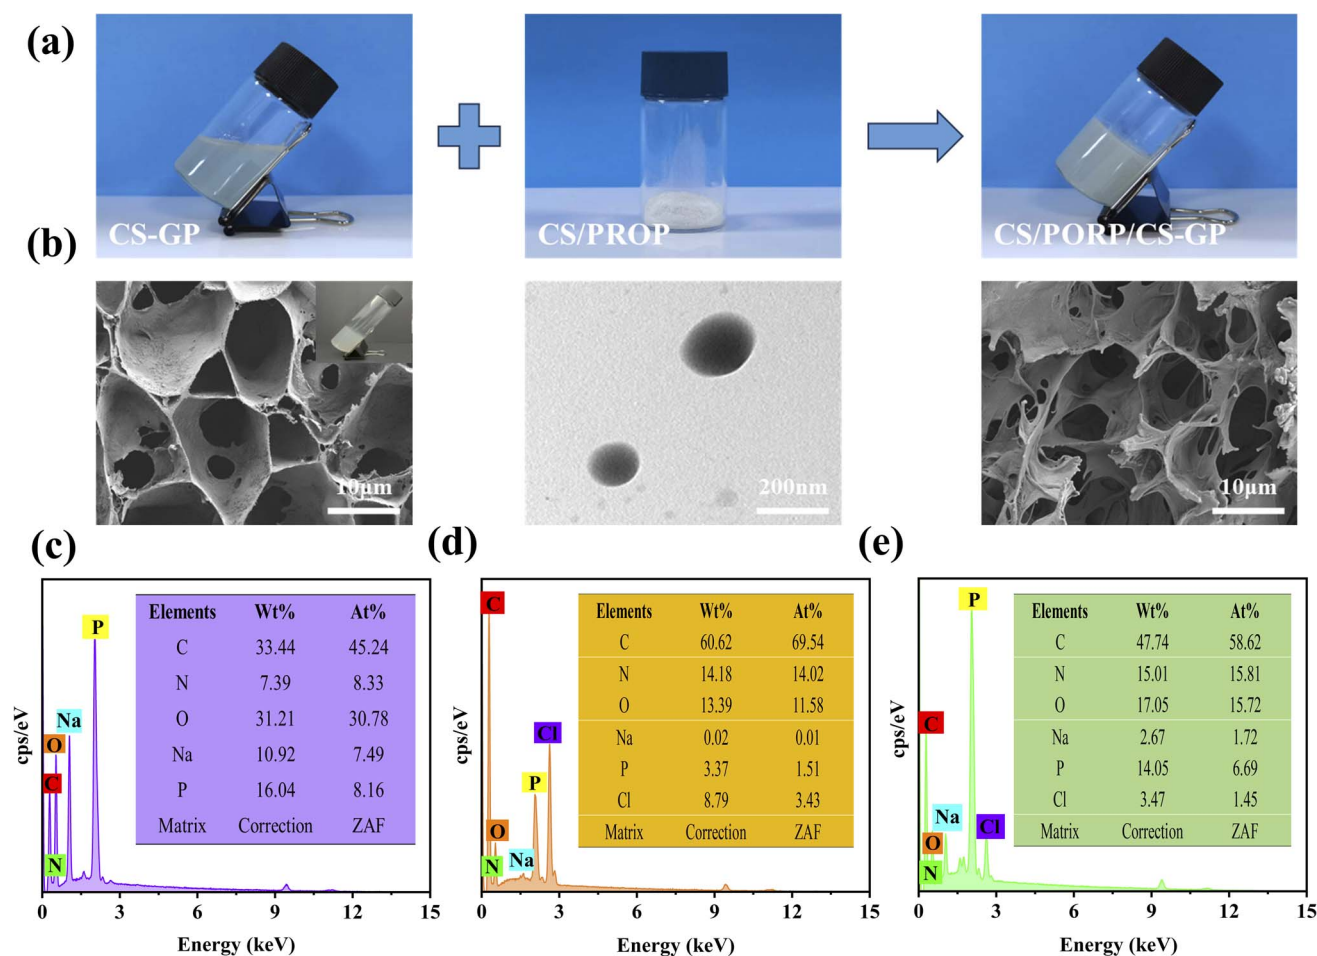 (a)
CS-GP
CS/PROP
CS/PORP/CS-GP
(b)
10μm
200nm
10μm
(c)
cps/eV
Elements Wt% At%
C 33.44 45.24
N 7.39 8.33
O 31.21 30.78
Na 10.92 7.49
P 16.04 8.16
Matrix Correction ZAF
P
Na
O
C
N
0 3 6 9 12 15
Energy (keV)
(d)
cps/eV
Elements Wt% At%
C 60.62 69.54
N 14.18 14.02
O 13.39 11.58
Na 0.02 0.01
P 3.37 1.51
Cl 8.79 3.43
Matrix Correction ZAF
C
Cl
P
O
Na
N
0 3 6 9 12 15
Energy (keV)
(e)
cps/eV
Elements Wt% At%
C 47.74 58.62
N 15.01 15.81
O 17.05 15.72
Na 2.67 1.72
P 14.05 6.69
Cl 3.47 1.45
Matrix Correction ZAF
P
C
Na
Cl
O
N
0 3 6 9 12 15
Energy (keV)